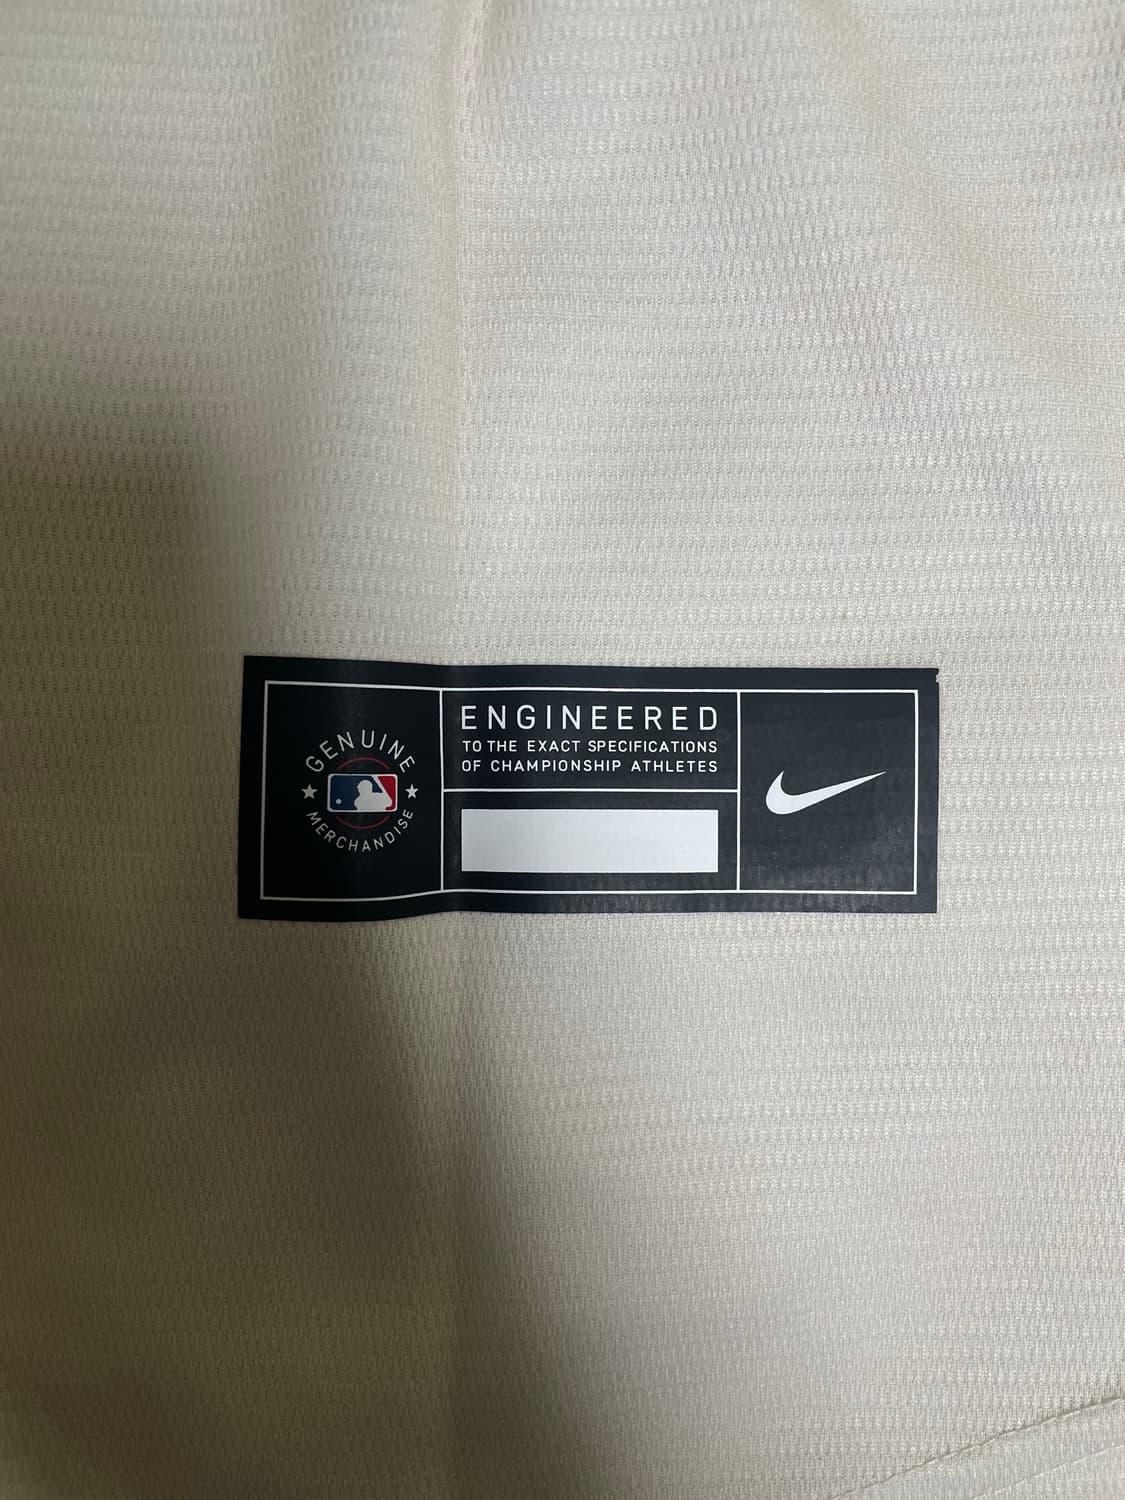 GENUINE
MERCHANDISE
ENGINEERED
TO THE EXACT SPECIFICATIONS
OF CHAMPIONSHIP ATHLETES